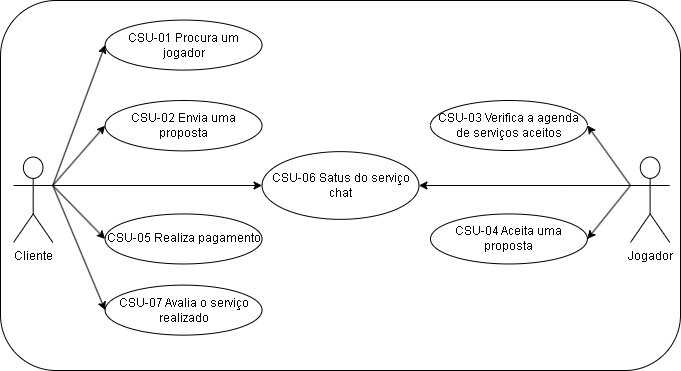 CSU-01 Procura um
jogador
CSU-02 Envia uma
proposta
CSU-03 Verifica a agenda
de serviços aceitos
CSU-06 Satus do serviço
chat
CSU-05 Realiza pagamento
CSU-04 Aceita uma
proposta
Cliente
Jogador
CSU-07 Avalia o serviço
realizado